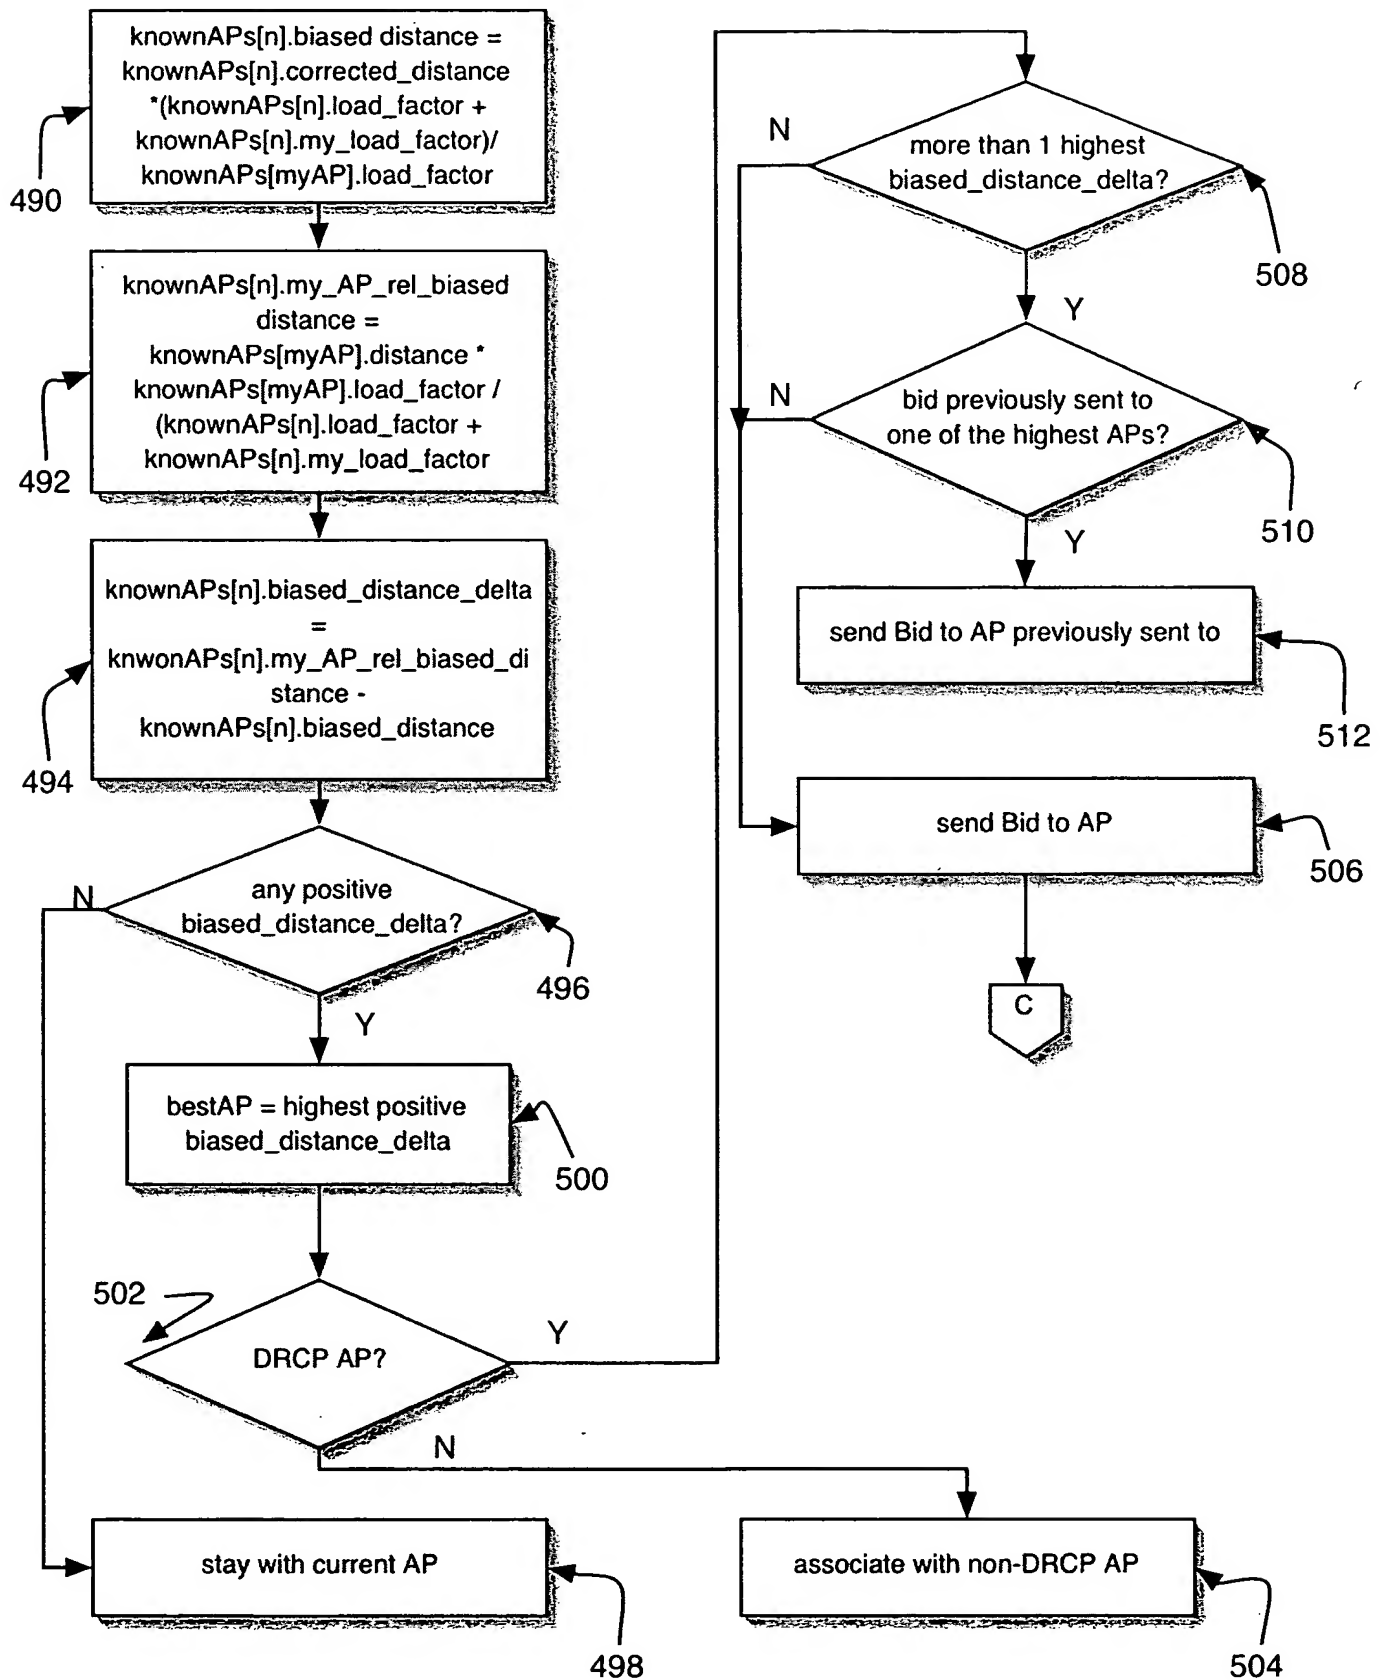 knownAPs[n].biased distance =
knownAPs[n].corrected_distance
*(knownAPs[n].load_factor +
knownAPs[n].my_load_factor)/
knownAPs[myAP].load_factor
490
knownAPs[n].my_AP_rel_biased
distance =
knownAPs[myAP].distance *
knownAPs[myAP].load_factor /
(knownAPs[n].load_factor +
knownAPs[n].my_load_factor
492
knownAPs[n].biased_distance_delta
=
knwonAPs[n].my_AP_rel_biased_di
stance -
knownAPs[n].biased_distance
494
any positive
biased_distance_delta?
N
496
Y
bestAP = highest positive
biased_distance_delta
500
502
DRCP AP?
Y
N
stay with current AP
498
associate with non-DRCP AP
504
more than 1 highest
biased_distance_delta?
N
508
Y
bid previously sent to
one of the highest APs?
N
510
Y
send Bid to AP previously sent to
512
send Bid to AP
506
C